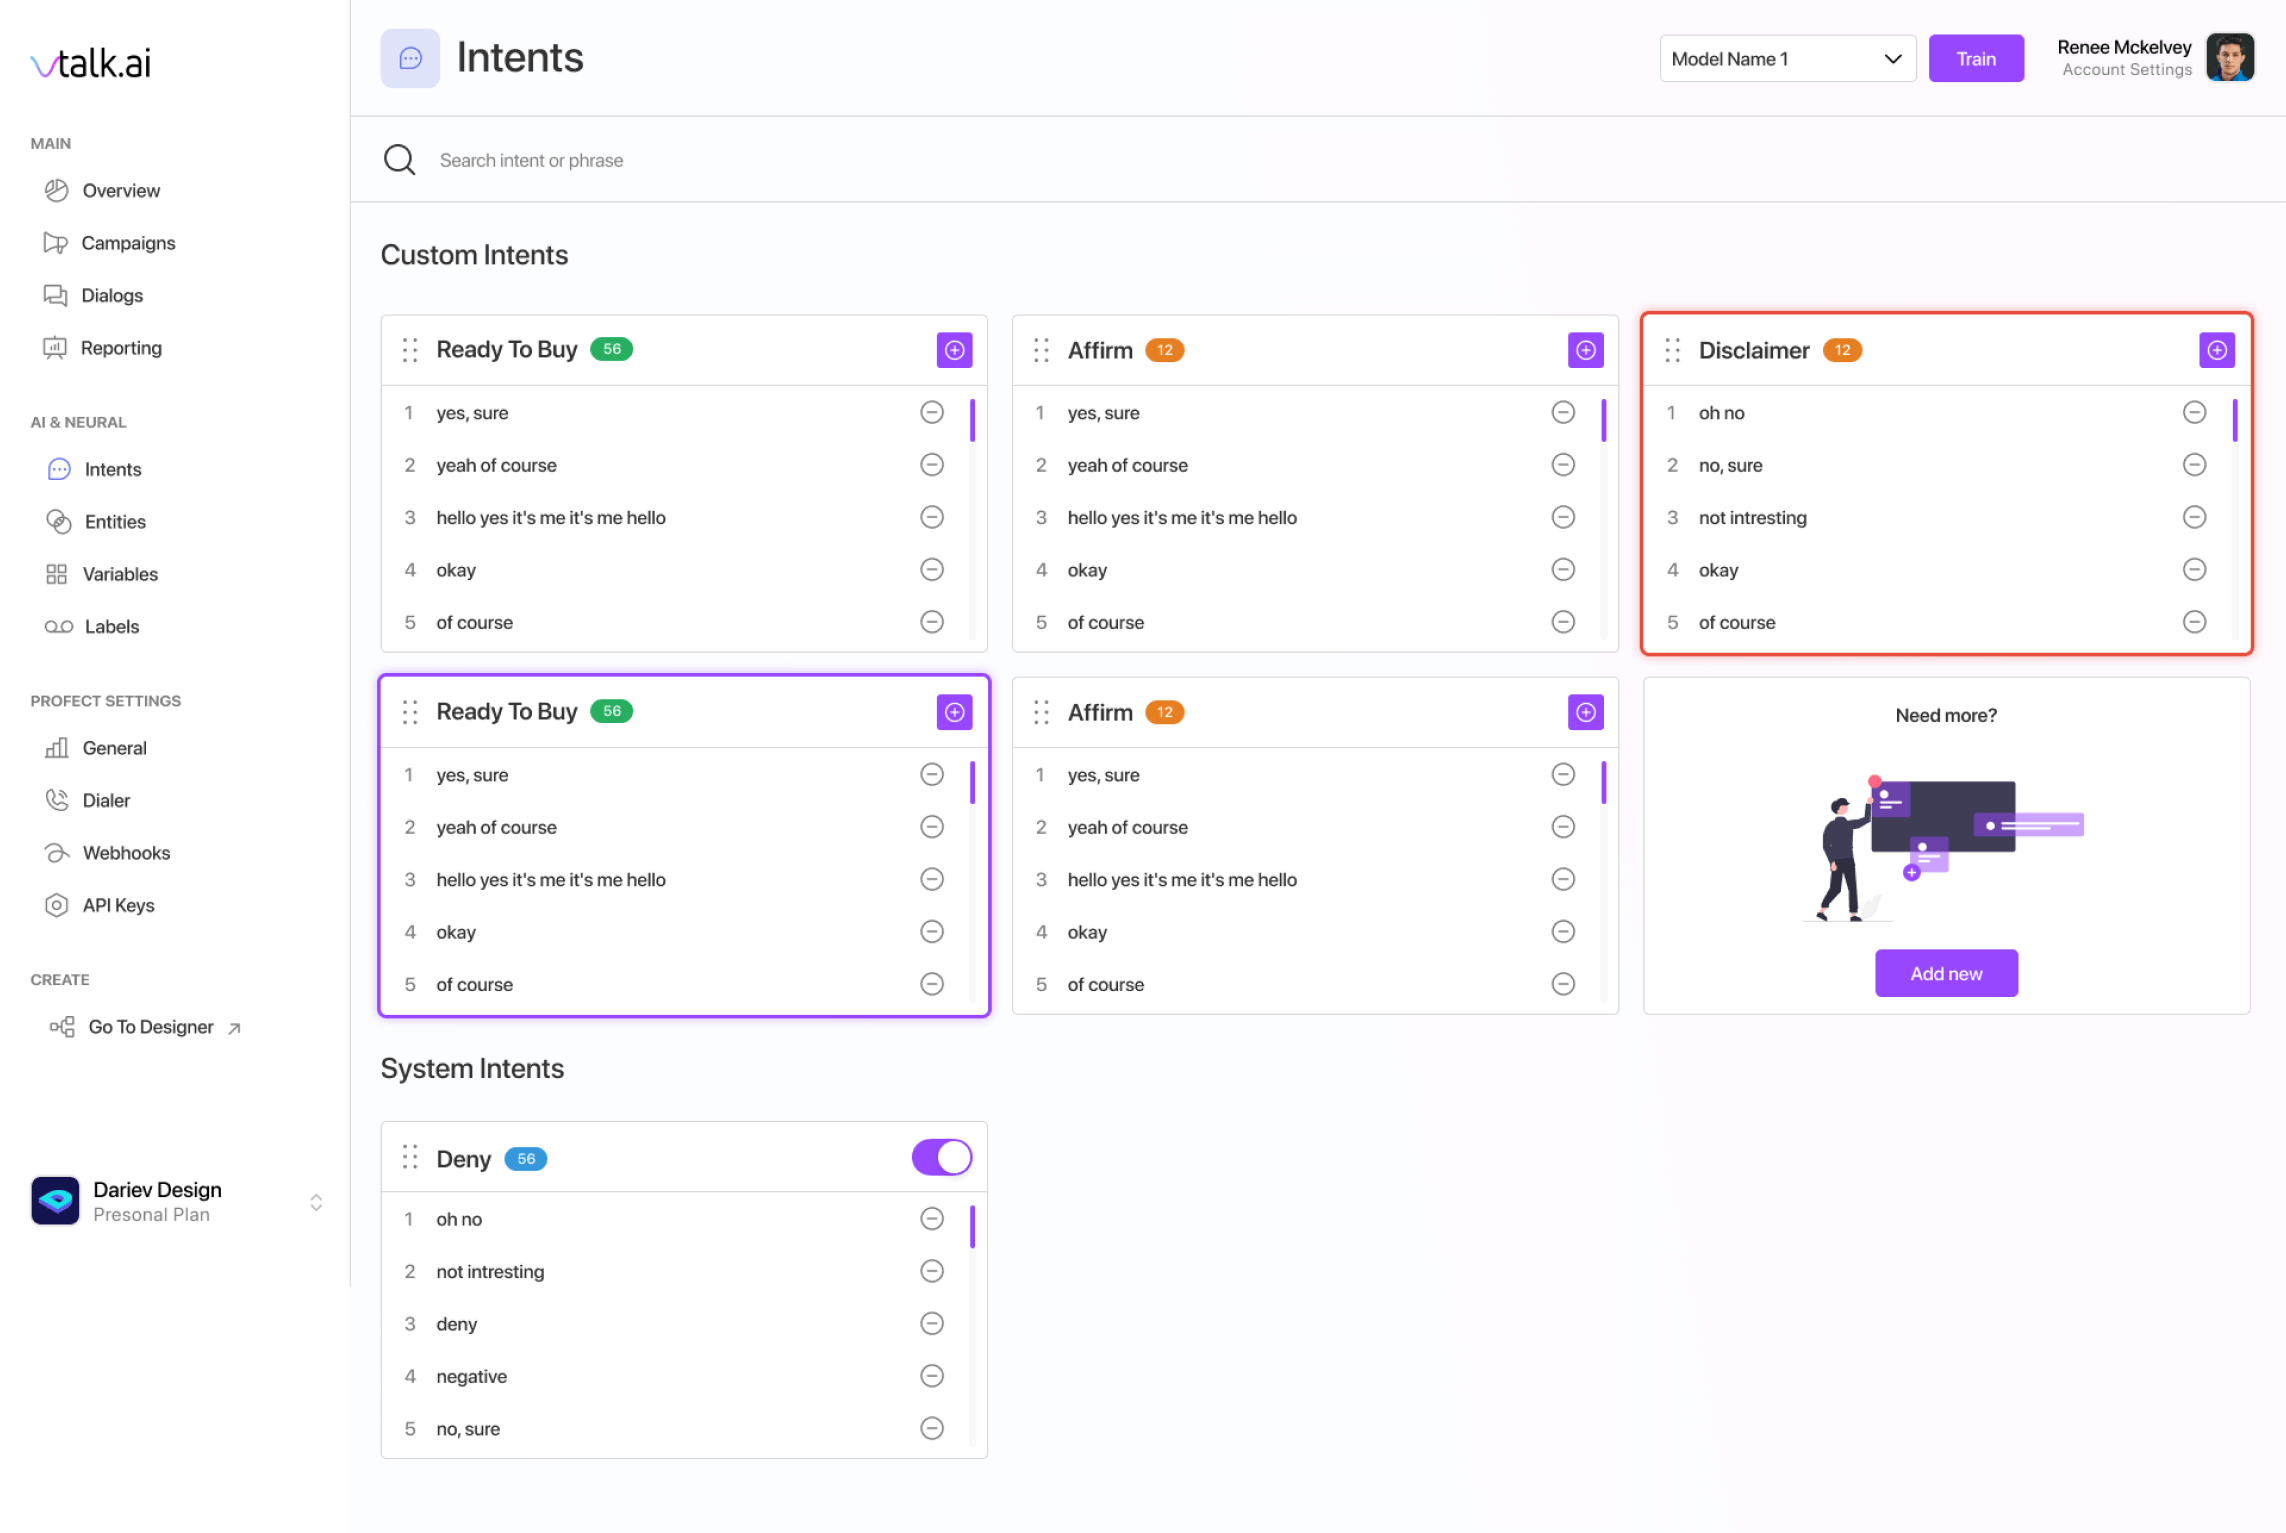 vtalk.ai
MAIN
Overview
Campaigns
Dialogs
Reporting
AI & NEURAL
Intents
Entities
Variables
Labels
PROFECT SETTINGS
General
Dialer
Webhooks
API Keys
CREATE
Go To Designer
Dariev Design
Presonal Plan
Intents
Model Name 1
Train
Renee Mckelvey
Account Settings
Search intent or phrase
Custom Intents
Ready To Buy 56
1 yes, sure
2 yeah of course
3 hello yes it's me it's me hello
4 okay
5 of course
Affirm 12
1 yes, sure
2 yeah of course
3 hello yes it's me it's me hello
4 okay
5 of course
Disclaimer 12
1 oh no
2 no, sure
3 not intresting
4 okay
5 of course
Ready To Buy 56
1 yes, sure
2 yeah of course
3 hello yes it's me it's me hello
4 okay
5 of course
Affirm 12
1 yes, sure
2 yeah of course
3 hello yes it's me it's me hello
4 okay
5 of course
Need more?
Add new
System Intents
Deny 56
1 oh no
2 not intresting
3 deny
4 negative
5 no, sure